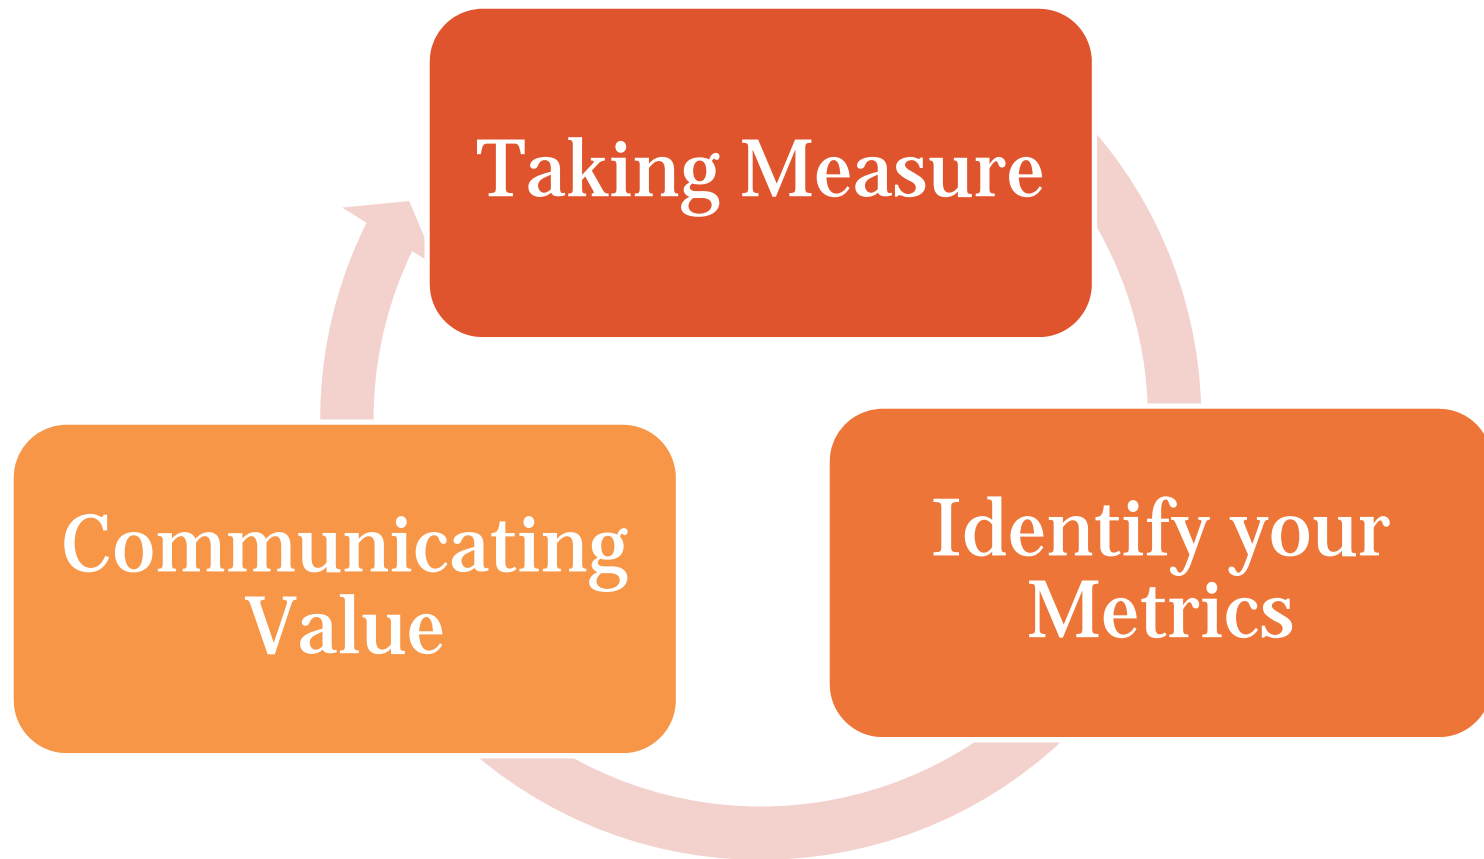 Taking Measure
Identify your
Metrics
Communicating
Value